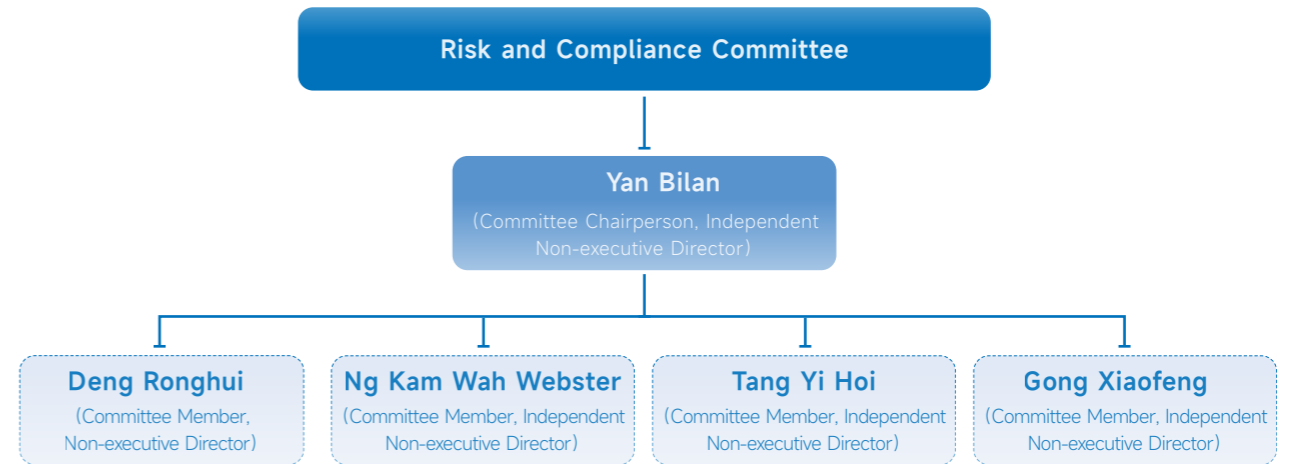 Risk and Compliance Committee
Yan Bilan
(Committee Chairperson, Independent
Non-executive Director)
Deng Ronghui
(Committee Member,
Non-executive Director)
Ng Kam Wah Webster
(Committee Member, Independent
Non-executive Director)
Tang Yi Hoi
(Committee Member, Independent
Non-executive Director)
Gong Xiaofeng
(Committee Member, Independent
Non-executive Director)